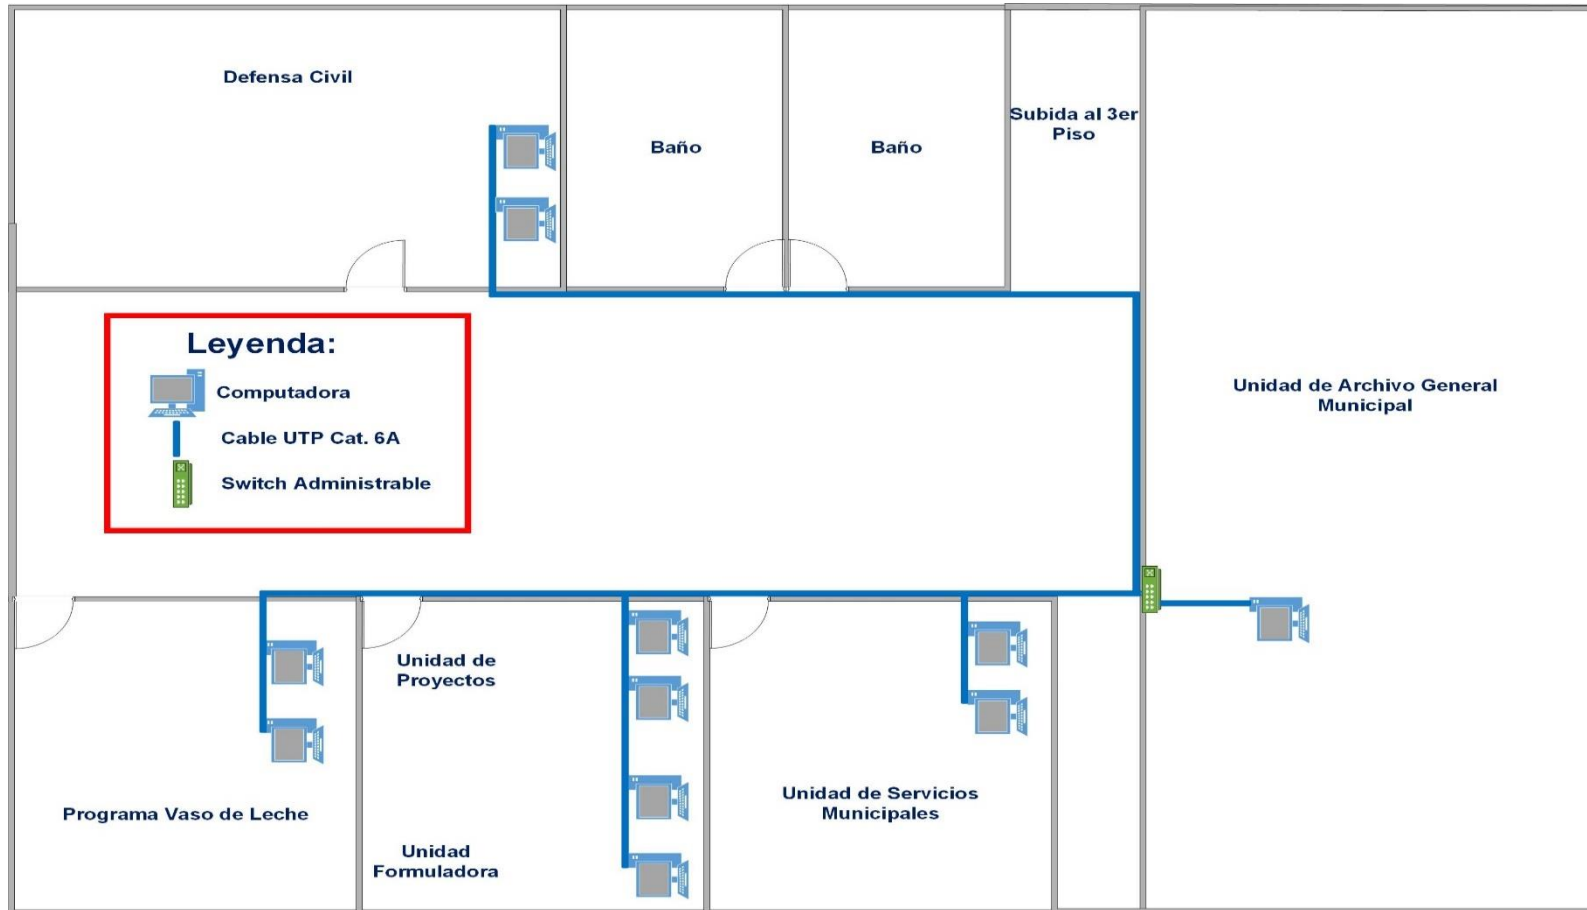 Defensa Civil
Baño
Baño
Subida al 3er
Piso
Leyenda:
Computadora
Cable UTP Cat. 6A
Switch Administrable
Unidad de Archivo General
Municipal
Unidad de
Proyectos
Programa Vaso de Leche
Unidad
Formuladora
Unidad de Servicios
Municipales